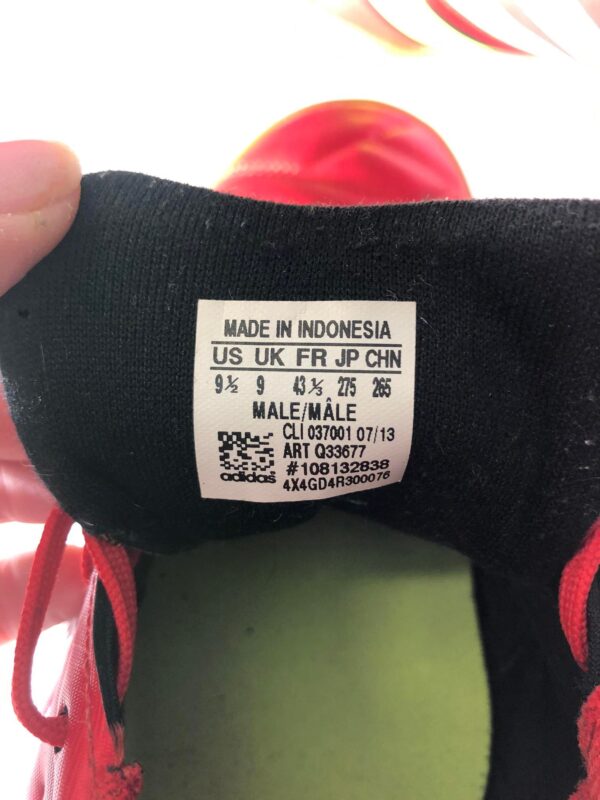 MADE IN INDONESIA
US UK FR JP CHN
9½ 9 43⅓ 275 265
MALE/MÂLE
CLI 037001 07/13
ART Q33677
#108132838
adidas 4X4GD4R300076